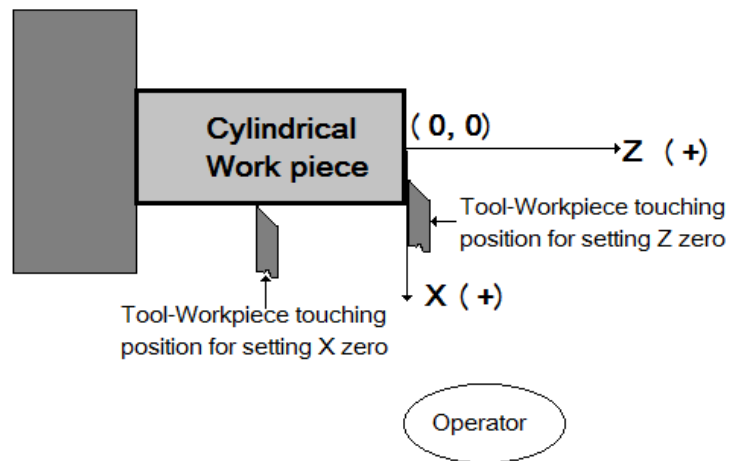 Cylindrical
Work piece
( 0, 0)
Z ( +)
Tool-Workpiece touching
position for setting Z zero
X ( +)
Tool-Workpiece touching
position for setting X zero
Operator